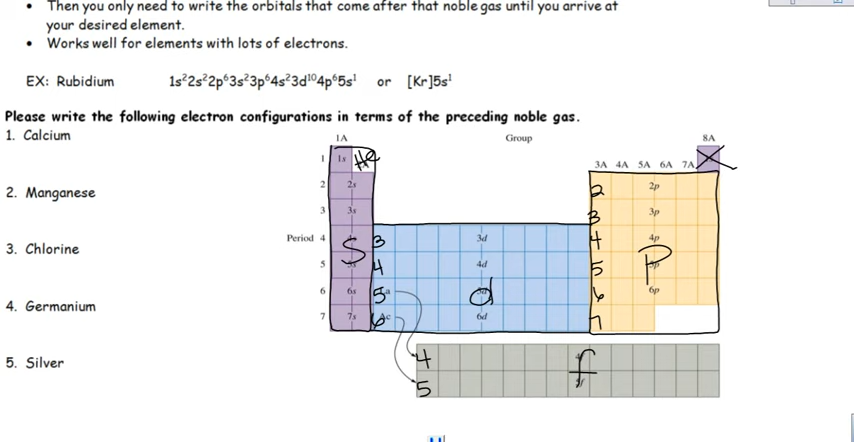 • Then you only need to write the orbitals that come after that noble gas until you arrive at
your desired element.
• Works well for elements with lots of electrons.
EX: Rubidium 1s²2s²2p⁶3s²3p⁶4s²3d¹⁰4p⁶5s¹ or [Kr]5s¹
Please write the following electron configurations in terms of the preceding noble gas.
1. Calcium
2. Manganese
3. Chlorine
4. Germanium
5. Silver
1A Group 8A
3A 4A 5A 6A 7A
1 1s He
2 2s 2 2p
3 3s 3 3p
Period 4 S 3 3d 4 4p P
5 4 4d 5
6 6s 5 d 6 6p
7 7s 6 6d 7
4 f
5